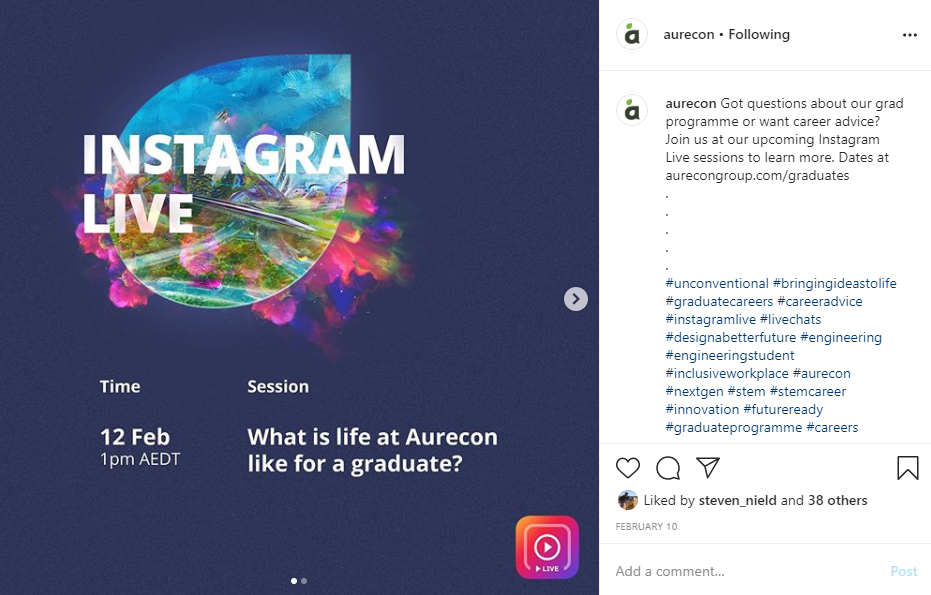 INSTAGRAM
LIVE
Time
Session
12 Feb
1pm AEDT
What is life at Aurecon
like for a graduate?
LIVE
aurecon • Following
aurecon Got questions about our grad
programme or want career advice?
Join us at our upcoming Instagram
Live sessions to learn more. Dates at
aurecongroup.com/graduates
.
.
.
.
.
#unconventional #bringingideastolife
#graduatecareers #careeradvice
#instagramlive #livechats
#designabetterfuture #engineering
#engineeringstudent
#inclusiveworkplace #aurecon
#nextgen #stem #stemcareer
#innovation #futureready
#graduateprogramme #careers
Liked by steven_nield and 38 others
FEBRUARY 10
Add a comment...
Post